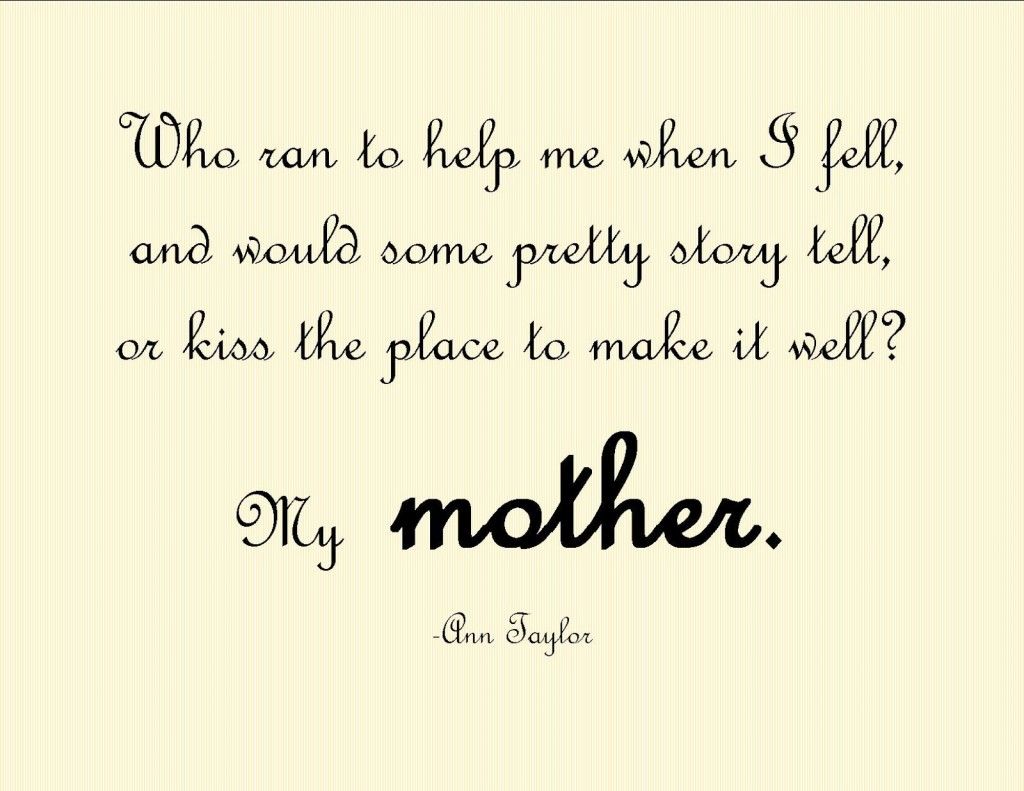 Who ran to help me when I fell,
and would some pretty story tell,
or kiss the place to make it well?
My mother.
-Ann Taylor